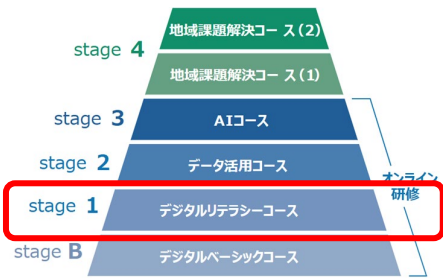 地域課題解決コース(2)
stage 4
地域課題解決コース(1)
stage 3
AIコース
stage 2
データ活用コース
オンライン
研修
stage 1
デジタルリテラシーコース
stage B
デジタルベーシックコース